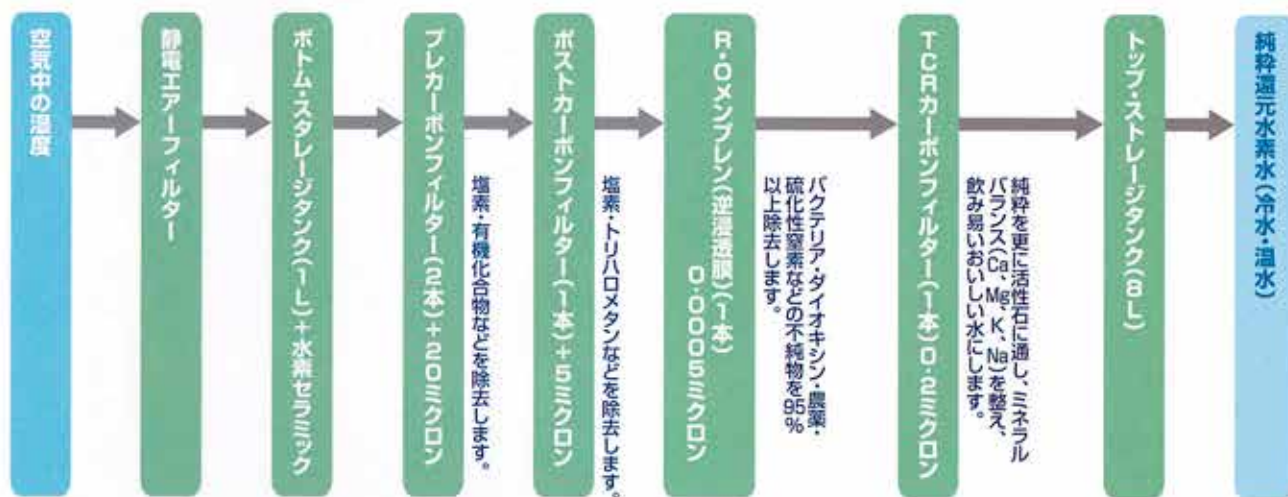 空気中の湿度
静電エアーフィルター
ボトム・スタレージタンク(1L)+水素セラミック
プレカーボンフィルター(2本)+20ミクロン
塩素・有機化合物などを除去します。
ポストカーボンフィルター(1本)+5ミクロン
塩素・トリハロメタンなどを除去します。
R・Oメンブレン(逆浸透膜)(1本)
0・0005ミクロン
バクテリア・ダイオキシン・農薬・
硫化性窒素などの不純物を95%
以上除去します。
TCRカーボンフィルター(1本)0・2ミクロン
純粋を更に活性石に通し、ミネラル
バランス(Ca、Mg、K、Na)を整え、
飲み易いおいしい水にします。
トップ・ストレージタンク(8L)
純粋還元水素水(冷水・温水)